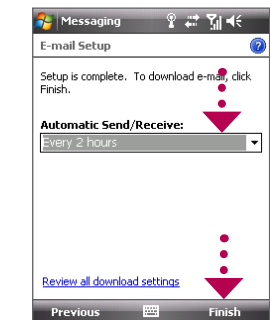 Messaging
E-mail Setup
Setup is complete. To download e-mail, click
Finish.
Automatic Send/Receive:
Every 2 hours
Review all download settings
Previous Finish